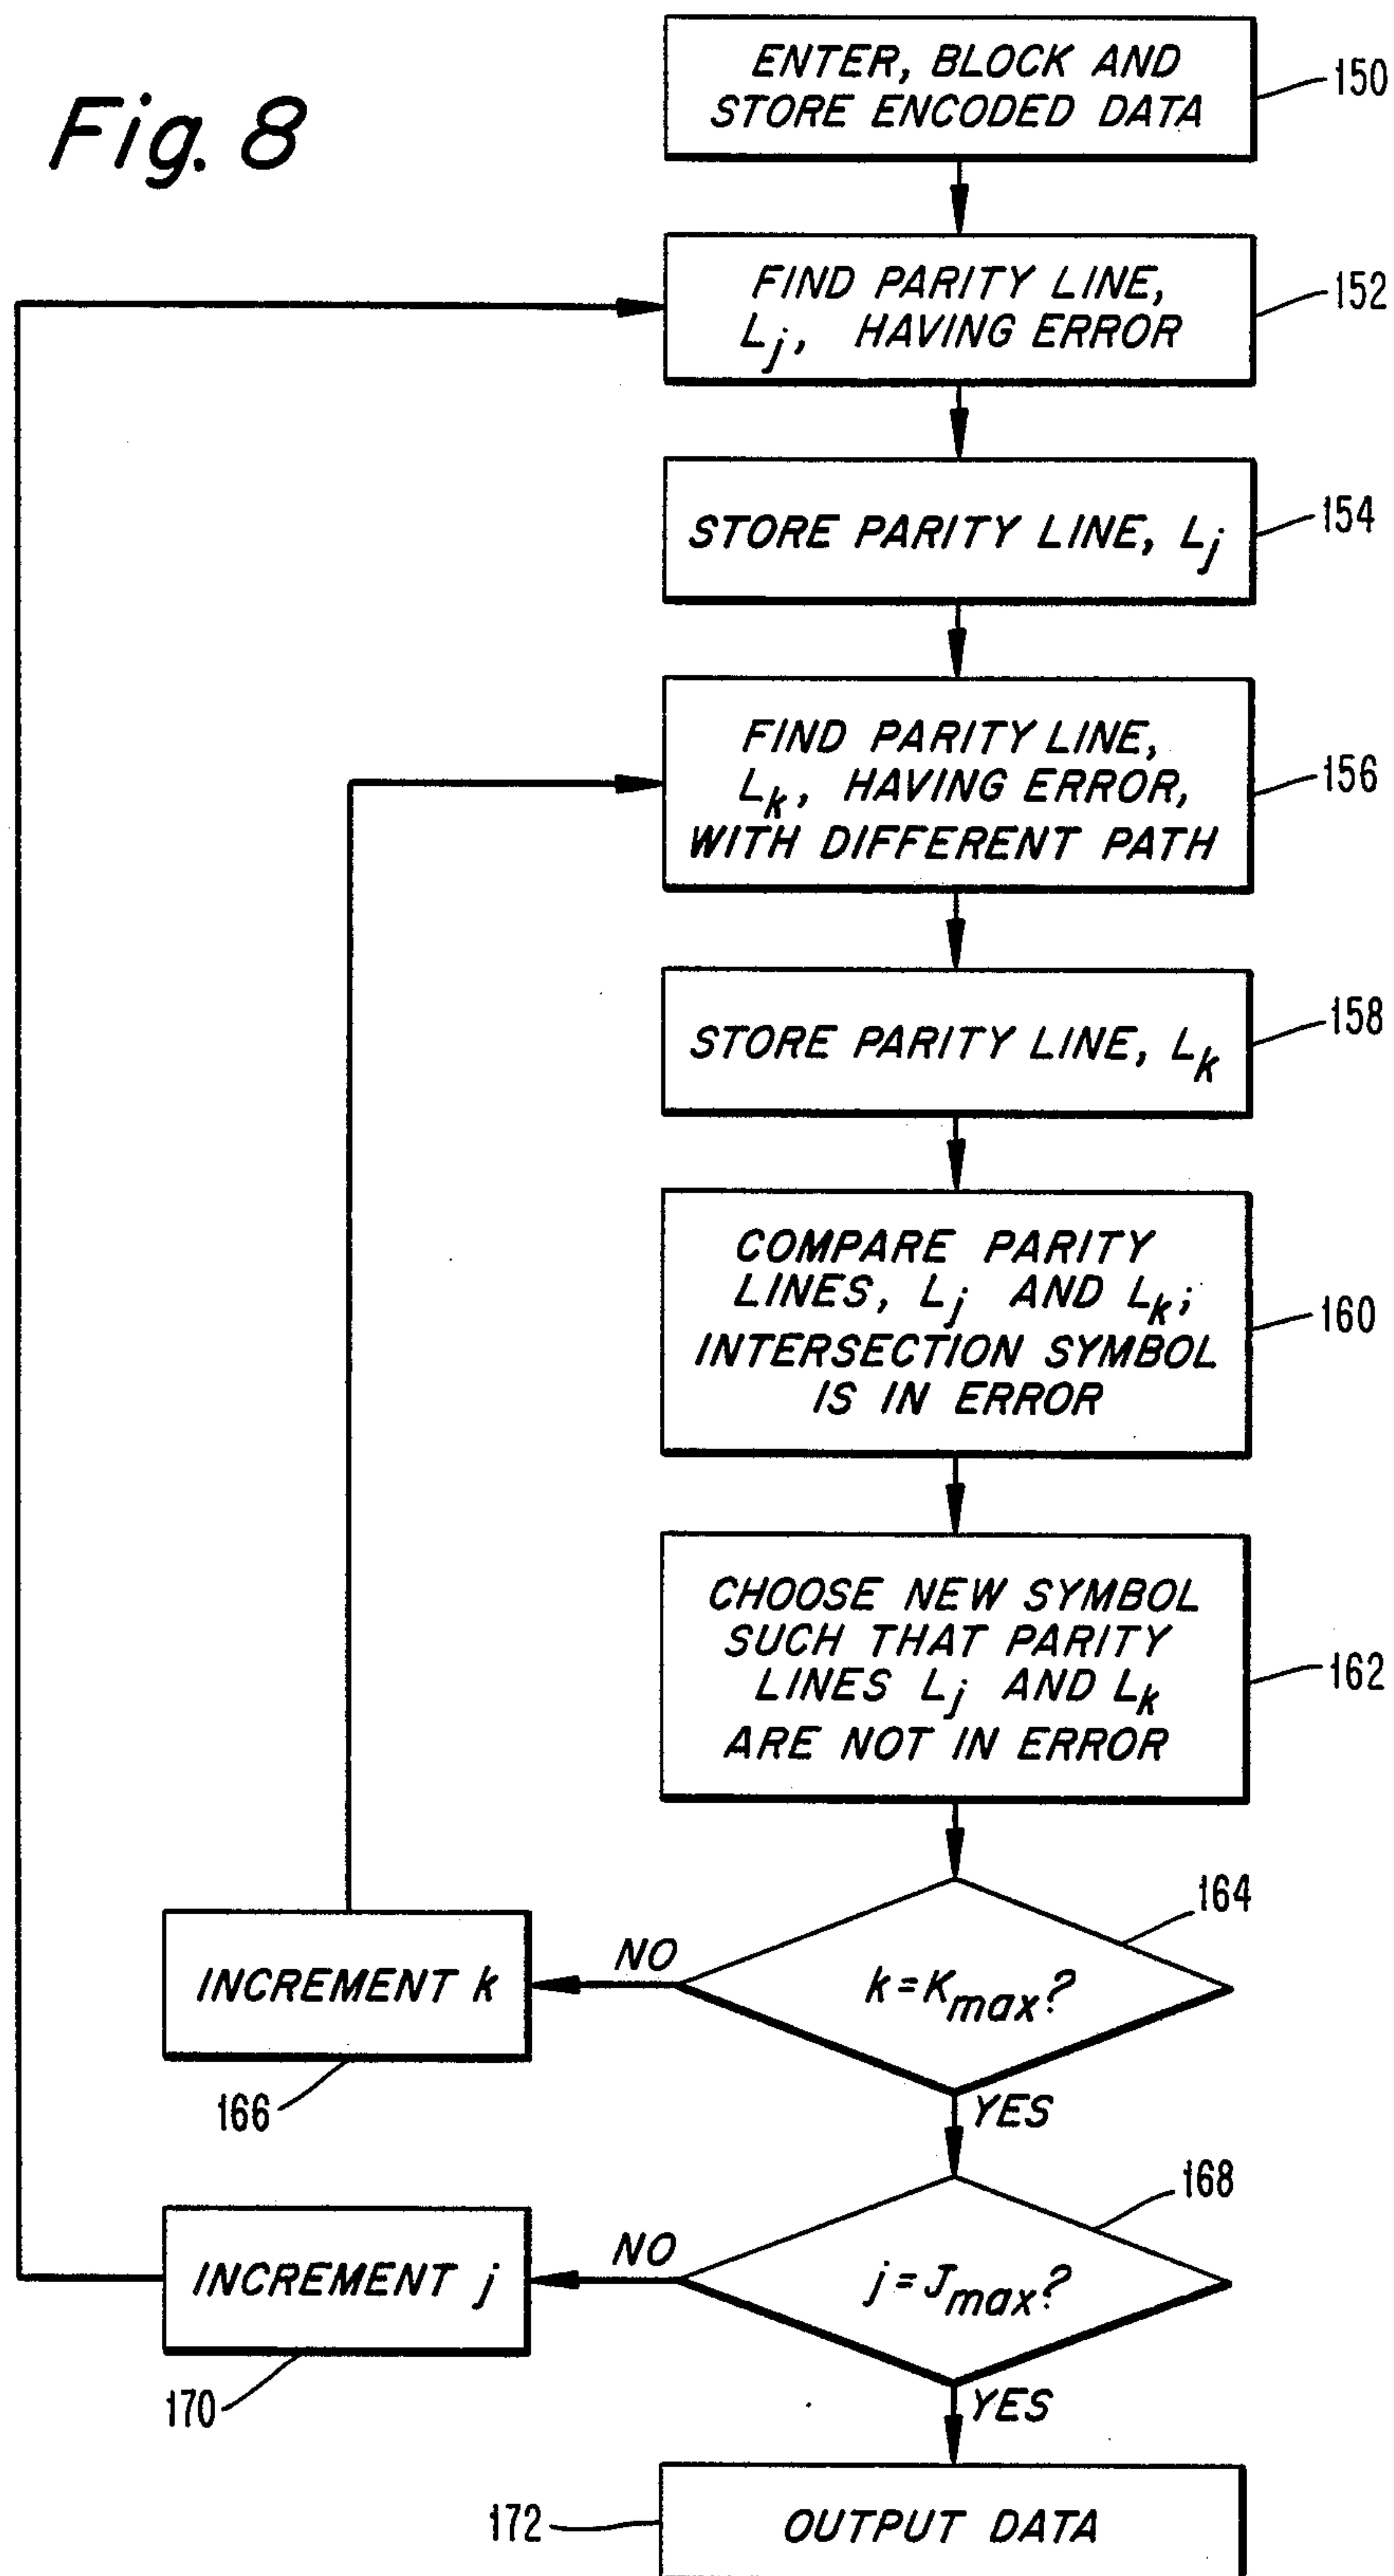 Fig. 8
ENTER, BLOCK AND
STORE ENCODED DATA
150
FIND PARITY LINE,
Lj, HAVING ERROR
152
STORE PARITY LINE, Lj
154
FIND PARITY LINE,
Lk, HAVING ERROR,
WITH DIFFERENT PATH
156
STORE PARITY LINE, Lk
158
COMPARE PARITY
LINES, Lj AND Lk;
INTERSECTION SYMBOL
IS IN ERROR
160
CHOOSE NEW SYMBOL
SUCH THAT PARITY
LINES Lj AND Lk
ARE NOT IN ERROR
162
164
k=Kmax?
NO
INCREMENT k
166
YES
168
j=Jmax?
NO
INCREMENT j
170
YES
172
OUTPUT DATA